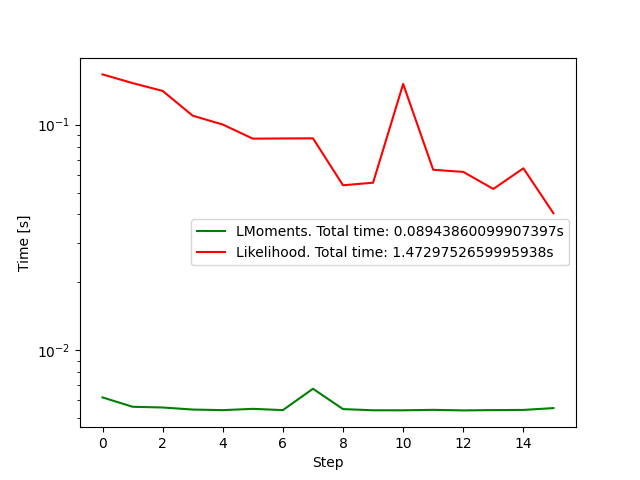 10⁻¹
10⁻²
Time [s]
LMoments. Total time: 0.08943860099907397s
Likelihood. Total time: 1.4729752659995938s
0 2 4 6 8 10 12 14
Step